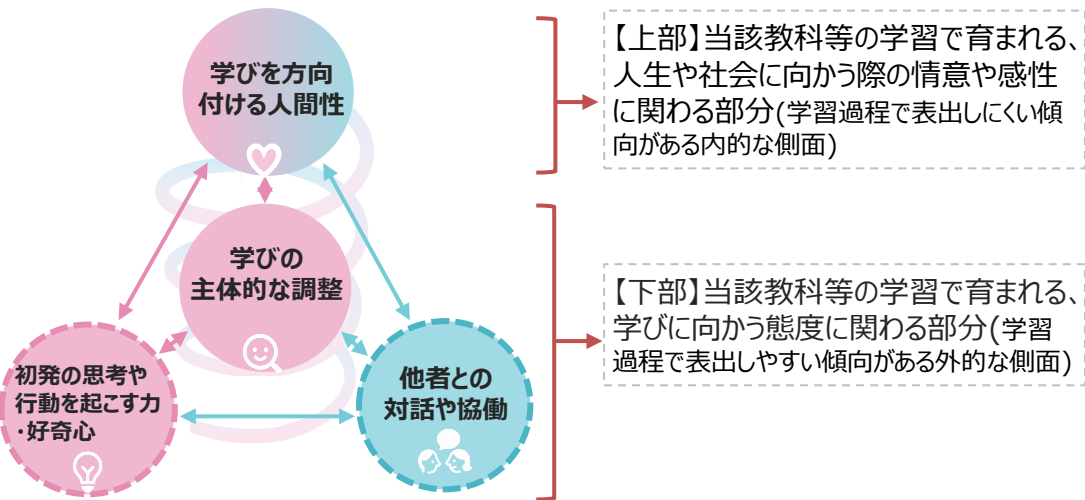 学びを方向
付ける人間性
【上部】当該教科等の学習で育まれる、
人生や社会に向かう際の情意や感性
に関わる部分(学習過程で表出しにくい傾
向がある内的な側面)
学びの
主体的な調整
【下部】当該教科等の学習で育まれる、
学びに向かう態度に関わる部分(学習
過程で表出しやすい傾向がある外的な側面)
初発の思考や
行動を起こす力
・好奇心
他者との
対話や協働